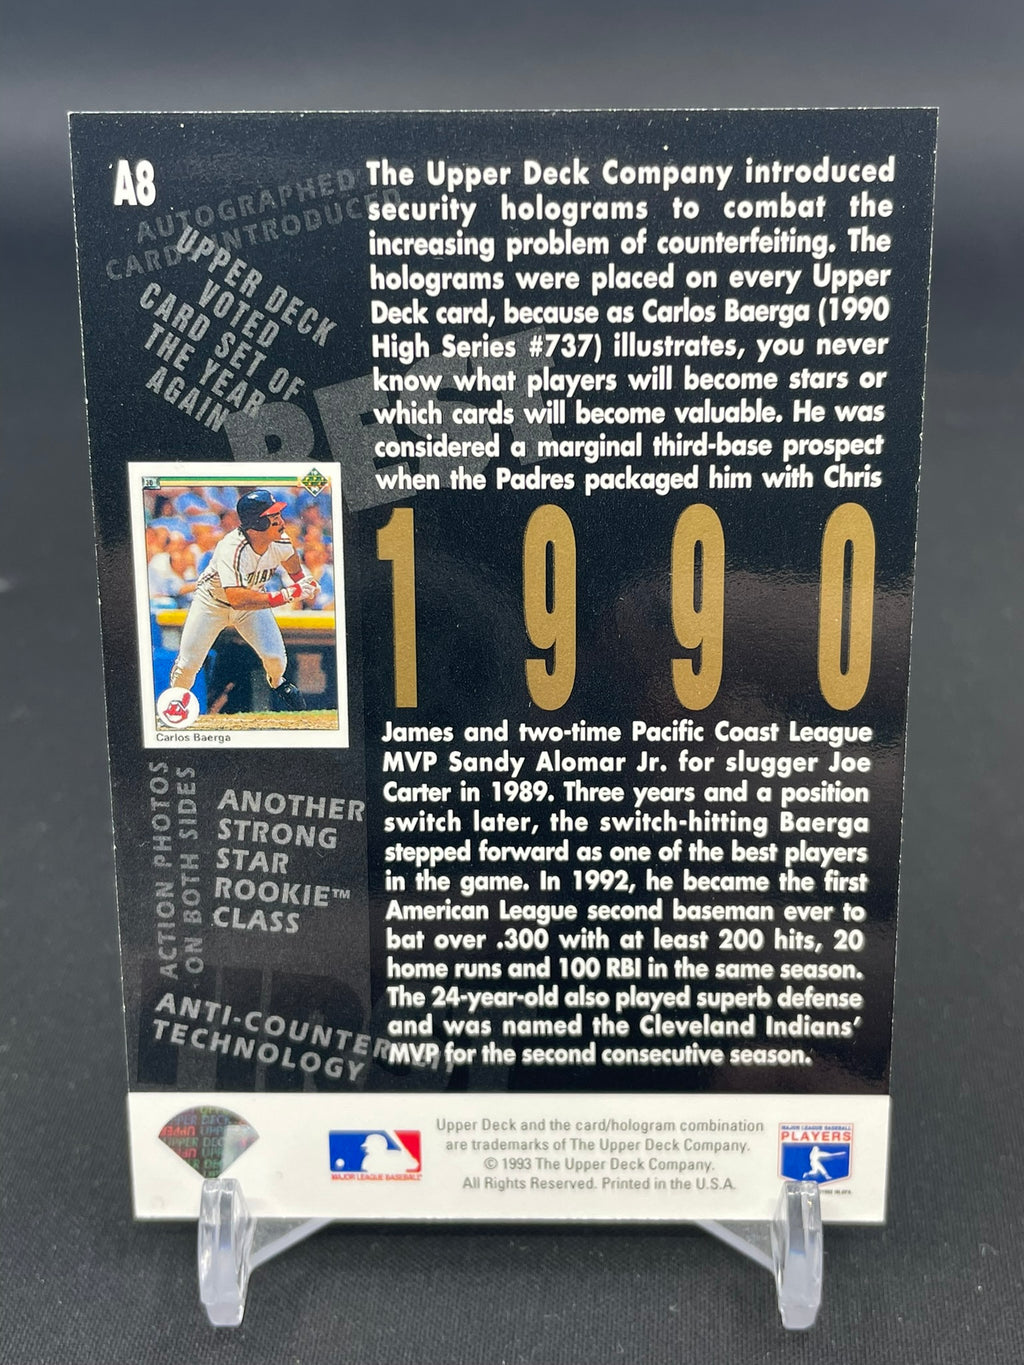 A8
AUTOGRAPHED
CARD INTRODUCED
UPPER DECK
VOTED
CARD SET OF
THE YEAR
AGAIN
BEST
The Upper Deck Company introduced
security holograms to combat the
increasing problem of counterfeiting. The
holograms were placed on every Upper
Deck card, because as Carlos Baerga (1990
High Series #737) illustrates, you never
know what players will become stars or
which cards will become valuable. He was
considered a marginal third-base prospect
when the Padres packaged him with Chris
1990
James and two-time Pacific Coast League
MVP Sandy Alomar Jr. for slugger Joe
Carter in 1989. Three years and a position
switch later, the switch-hitting Baerga
stepped forward as one of the best players
in the game. In 1992, he became the first
American League second baseman ever to
bat over .300 with at least 200 hits, 20
home runs and 100 RBI in the same season.
The 24-year-old also played superb defense
and was named the Cleveland Indians'
MVP for the second consecutive season.
Carlos Baerga
ACTION PHOTOS
ON BOTH SIDES
ANOTHER
STRONG
STAR
ROOKIE™
CLASS
ANTI-COUNTER
TECHNOLOGY
Upper Deck and the card/hologram combination
are trademarks of The Upper Deck Company.
© 1993 The Upper Deck Company.
All Rights Reserved. Printed in the U.S.A.
MAJOR LEAGUE BASEBALL
MAJOR LEAGUE BASEBALL
PLAYERS